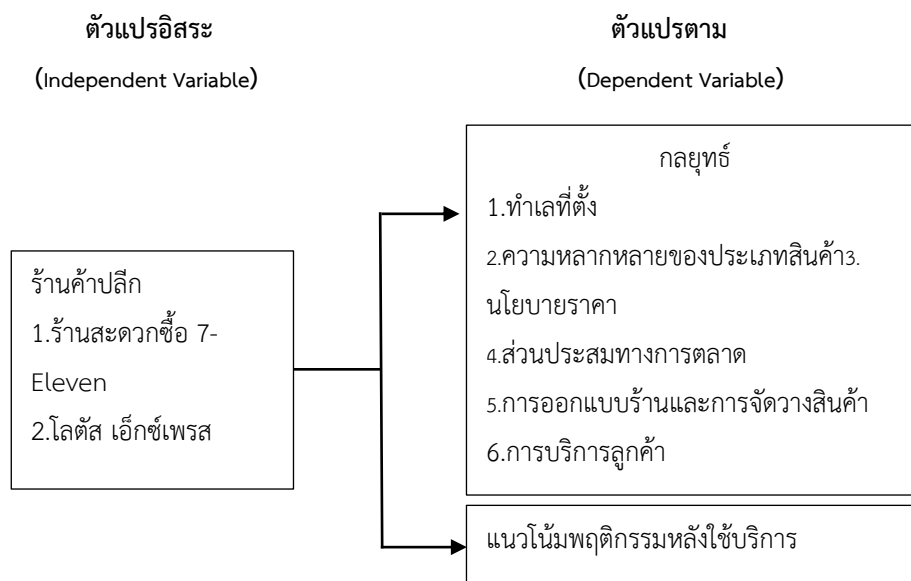 ตัวแปรอิสระ
(Independent Variable)
ตัวแปรตาม
(Dependent Variable)
ร้านค้าปลีก
1.ร้านสะดวกซื้อ 7-
Eleven
2.โลตัส เอ็กซ์เพรส
กลยุทธ์
1.ทำเลที่ตั้ง
2.ความหลากหลายของประเภทสินค้า3.
นโยบายราคา
4.ส่วนประสมทางการตลาด
5.การออกแบบร้านและการจัดวางสินค้า
6.การบริการลูกค้า
แนวโน้มพฤติกรรมหลังใช้บริการ